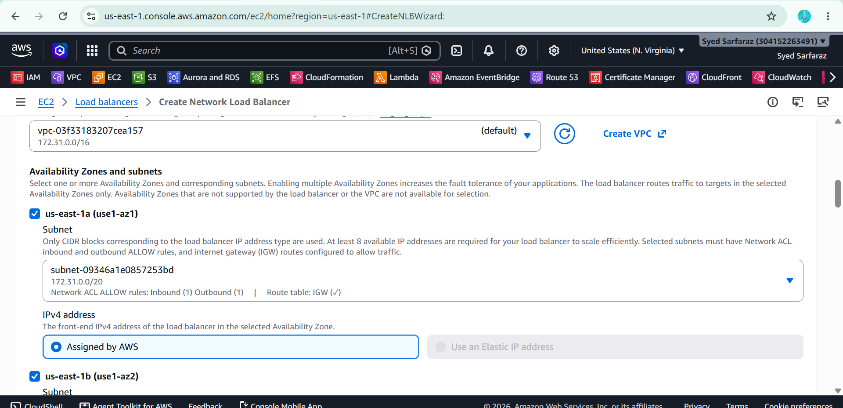 us-east-1.console.aws.amazon.com/ec2/home?region=us-east-1#CreateNLBWizard:
aws
Search
[Alt+S]
United States (N. Virginia)
Syed Sarfaraz (304152263491)
Syed Sarfaraz
IAM
VPC
EC2
S3
Aurora and RDS
EFS
CloudFormation
Lambda
Amazon EventBridge
Route 53
Certificate Manager
CloudFront
CloudWatch
EC2
Load balancers
Create Network Load Balancer
vpc-03f33183207cea157
(default)
172.31.0.0/16
Create VPC
Availability Zones and subnets
Select one or more Availability Zones and corresponding subnets. Enabling multiple Availability Zones increases the fault tolerance of your applications. The load balancer routes traffic to targets in the selected
Availability Zones only. Availability Zones that are not supported by the load balancer or the VPC are not available for selection.
us-east-1a (use1-az1)
Subnet
Only CIDR blocks corresponding to the load balancer IP address type are used. At least 8 available IP addresses are required for your load balancer to scale efficiently. Selected subnets must have Network ACL
inbound and outbound ALLOW rules, and internet gateway (IGW) routes configured to allow traffic.
subnet-09346a1e0857253bd
172.31.0.0/20
Network ACL ALLOW rules: Inbound (1) Outbound (1) | Route table: IGW (✓)
IPv4 address
The front-end IPv4 address of the load balancer in the selected Availability Zone.
Assigned by AWS
Use an Elastic IP address
us-east-1b (use1-az2)
Subnet
CloudShell
Agent Toolkit for AWS
Feedback
Console Mobile App
© 2026, Amazon Web Services, Inc. or its affiliates.
Privacy
Terms
Cookie preferences